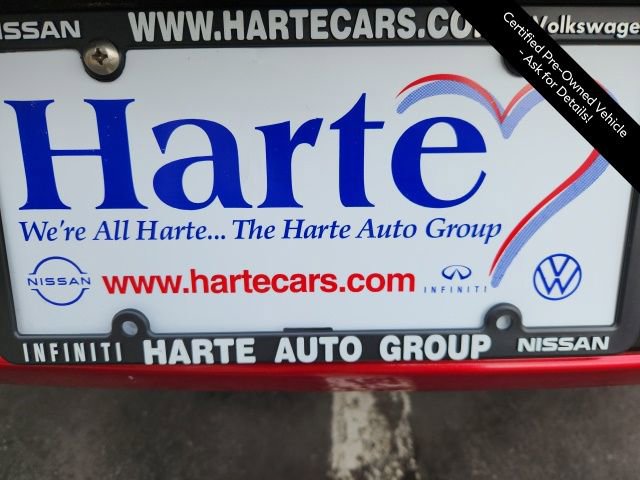 NISSAN WWW.HARTECARS.COM Volkswagen
Certified Pre-Owned Vehicle
- Ask for Details!
Harte
We're All Harte... The Harte Auto Group
NISSAN www.hartecars.com INFINITI
INFINITI HARTE AUTO GROUP NISSAN